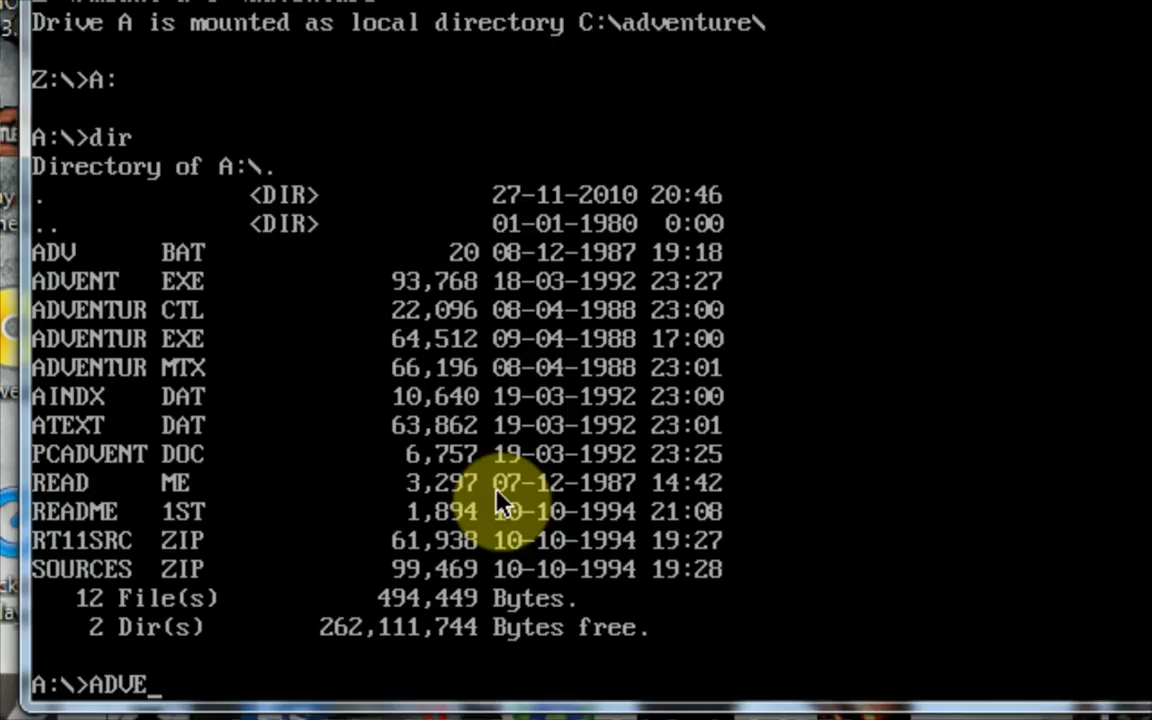 Drive A is mounted as local directory C:\adventure\
Z:\>A:
A:\>dir
Directory of A:\.
. <DIR> 27-11-2010 20:46
.. <DIR> 01-01-1980 0:00
ADV BAT 20 08-12-1987 19:18
ADVENT EXE 93,768 18-03-1992 23:27
ADVENTUR CTL 22,096 08-04-1988 23:00
ADVENTUR EXE 64,512 09-04-1988 17:00
ADVENTUR MTX 66,196 08-04-1988 23:01
AINDX DAT 10,640 19-03-1992 23:00
ATEXT DAT 63,862 19-03-1992 23:01
PCADVENT DOC 6,757 19-03-1992 23:25
READ ME 3,297 07-12-1987 14:42
README 1ST 1,894 10-10-1994 21:08
RT11SRC ZIP 61,938 10-10-1994 19:27
SOURCES ZIP 99,469 10-10-1994 19:28
12 File(s) 494,449 Bytes.
2 Dir(s) 262,111,744 Bytes free.
A:\>ADVE_